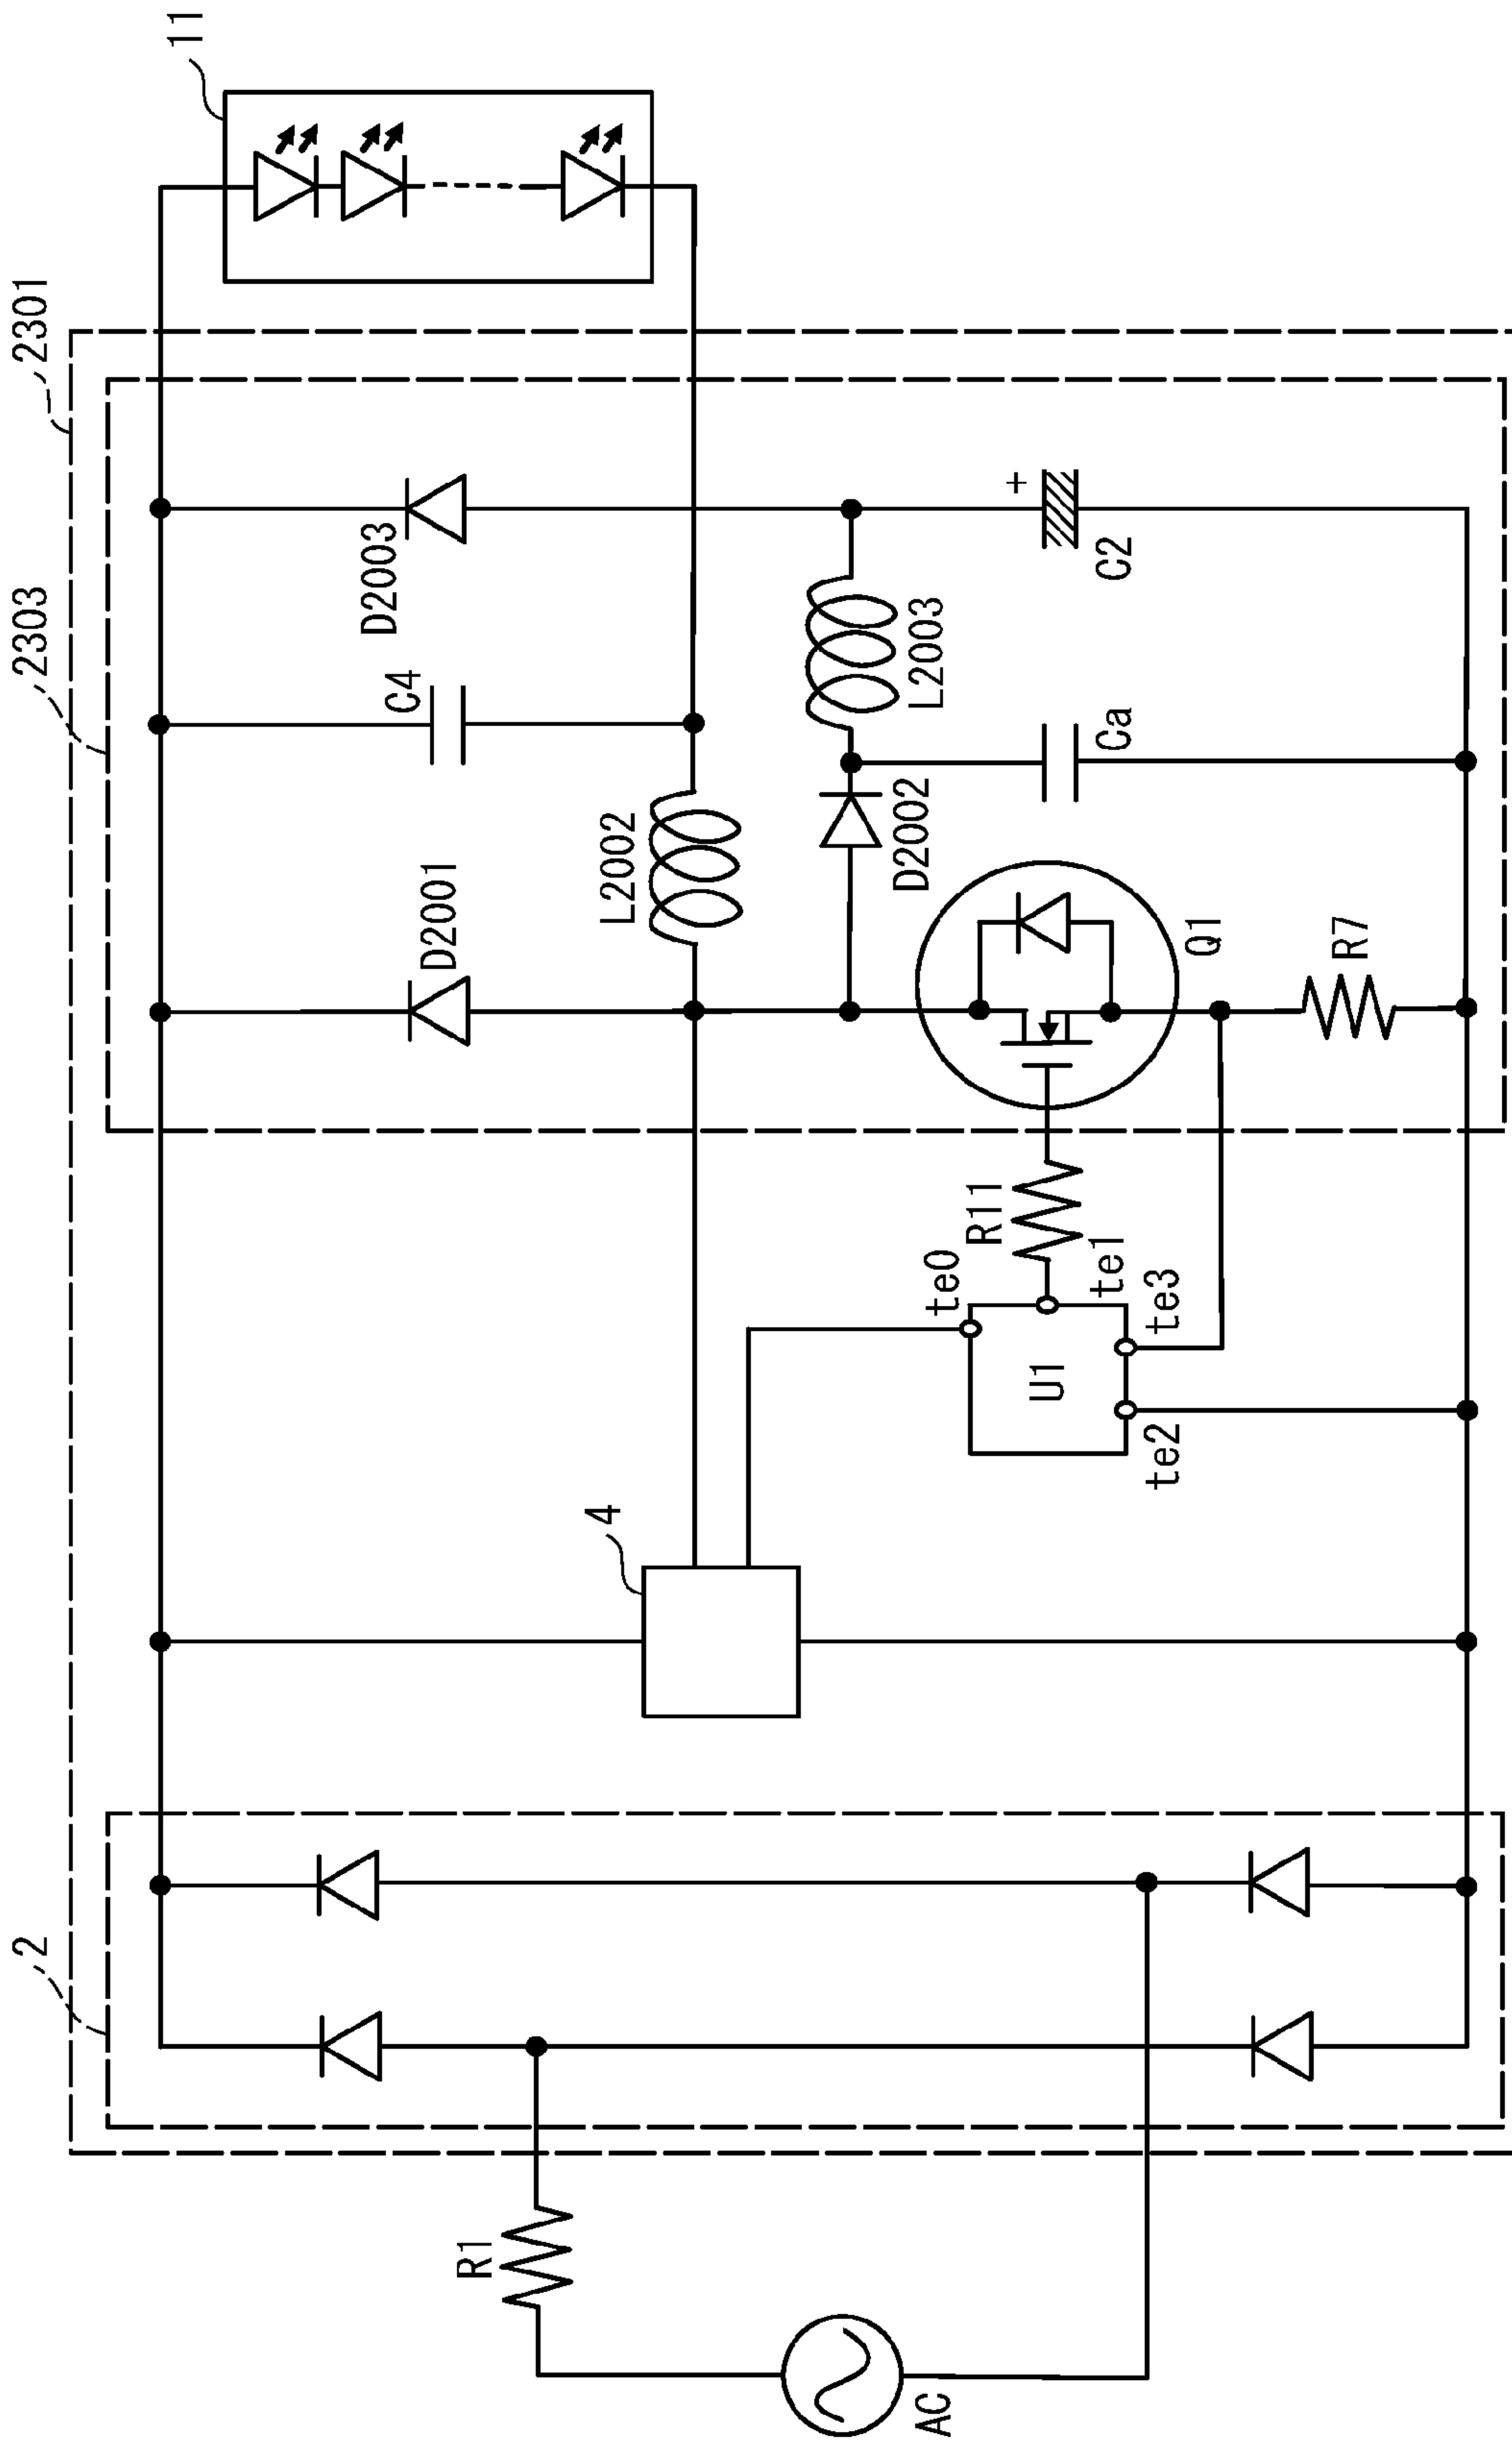 2301
2303
2
11
D2003
C4
D2001
L2002
L2003
+
C2
Ca
D2002
Q1
R7
R11
te0
te1
te3
te2
U1
4
R1
AC